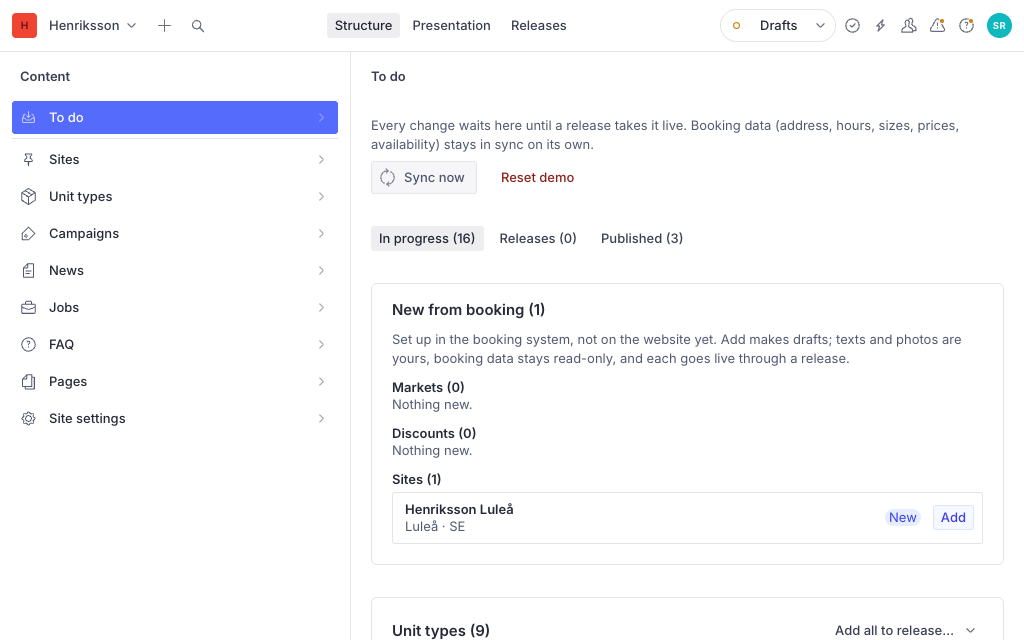 H
Henriksson
Structure
Presentation
Releases
Drafts
SR
Content
To do
Sites
Unit types
Campaigns
News
Jobs
FAQ
Pages
Site settings
To do
Every change waits here until a release takes it live. Booking data (address, hours, sizes, prices,
availability) stays in sync on its own.
Sync now
Reset demo
In progress (16)
Releases (0)
Published (3)
New from booking (1)
Set up in the booking system, not on the website yet. Add makes drafts; texts and photos are
yours, booking data stays read-only, and each goes live through a release.
Markets (0)
Nothing new.
Discounts (0)
Nothing new.
Sites (1)
Henriksson Luleå
Luleå · SE
New
Add
Unit types (9)
Add all to release...